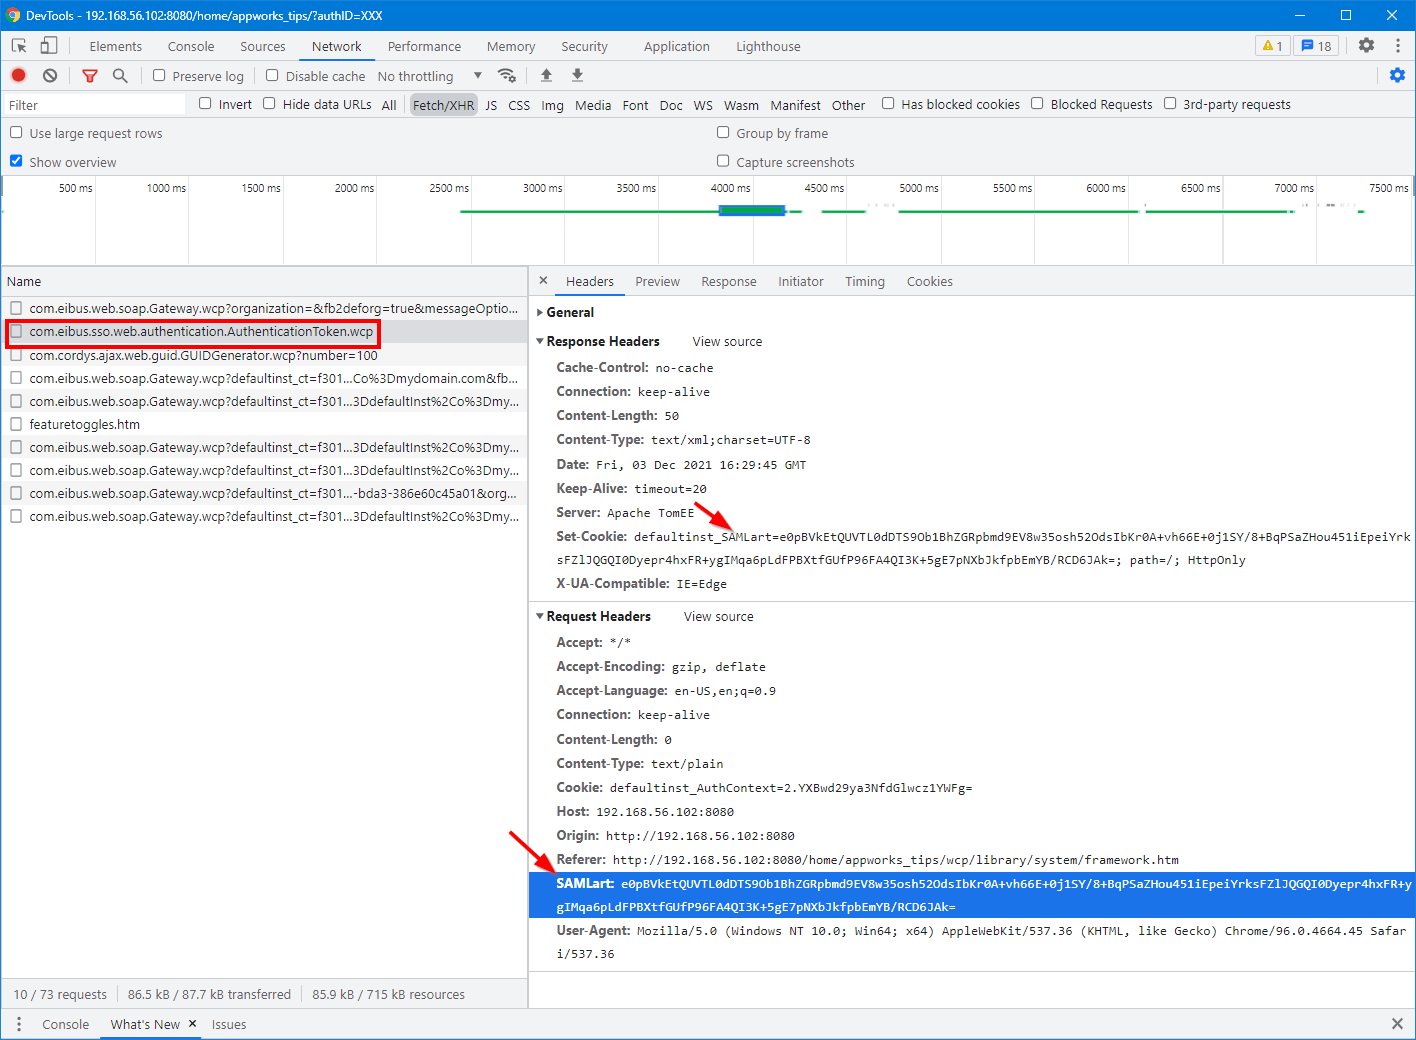 DevTools - 192.168.56.102:8080/home/appworks_tips/?authID=XXX
Elements Console Sources Network Performance Memory Security Application Lighthouse 1 18
Preserve log Disable cache No throttling
Filter Invert Hide data URLs All Fetch/XHR JS CSS Img Media Font Doc WS Wasm Manifest Other Has blocked cookies Blocked Requests 3rd-party requests
Use large request rows Group by frame
Show overview Capture screenshots
500 ms 1000 ms 1500 ms 2000 ms 2500 ms 3000 ms 3500 ms 4000 ms 4500 ms 5000 ms 5500 ms 6000 ms 6500 ms 7000 ms 7500 ms
Name
com.eibus.web.soap.Gateway.wcp?organization=&fb2deforg=true&messageOptio...
com.eibus.sso.web.authentication.AuthenticationToken.wcp
com.cordys.ajax.web.guid.GUIDGenerator.wcp?number=100
com.eibus.web.soap.Gateway.wcp?defaultinst_ct=f301...Co%3Dmydomain.com&fb...
com.eibus.web.soap.Gateway.wcp?defaultinst_ct=f301...3DdefaultInst%2Co%3Dmy...
featuretoggles.htm
com.eibus.web.soap.Gateway.wcp?defaultinst_ct=f301...3DdefaultInst%2Co%3Dmy...
com.eibus.web.soap.Gateway.wcp?defaultinst_ct=f301...3DdefaultInst%2Co%3Dmy...
com.eibus.web.soap.Gateway.wcp?defaultinst_ct=f301...-bda3-386e60c45a01&org...
com.eibus.web.soap.Gateway.wcp?defaultinst_ct=f301...3DdefaultInst%2Co%3Dmy...
Headers Preview Response Initiator Timing Cookies
General
Response Headers View source
Cache-Control: no-cache
Connection: keep-alive
Content-Length: 50
Content-Type: text/xml;charset=UTF-8
Date: Fri, 03 Dec 2021 16:29:45 GMT
Keep-Alive: timeout=20
Server: Apache TomEE
Set-Cookie: defaultinst_SAMLart=e0pBVkEtQUVTL0dDTS9Ob1BhZGRpbmd9EV8w35osh52OdsIbKr0A+vh66E+0j1SY/8+BqPSaZHou451iEpeiYrk
sFZlJQGQI0Dyepr4hxFR+ygIMqa6pLdFPBXtfGUfP96FA4QI3K+5gE7pNXbJkfpbEmYB/RCD6JAk=; path=/; HttpOnly
X-UA-Compatible: IE=Edge
Request Headers View source
Accept: */*
Accept-Encoding: gzip, deflate
Accept-Language: en-US,en;q=0.9
Connection: keep-alive
Content-Length: 0
Content-Type: text/plain
Cookie: defaultinst_AuthContext=2.YXBwd29ya3NfdGlwcz1YWFg=
Host: 192.168.56.102:8080
Origin: http://192.168.56.102:8080
Referer: http://192.168.56.102:8080/home/appworks_tips/wcp/library/system/framework.htm
SAMLart: e0pBVkEtQUVTL0dDTS9Ob1BhZGRpbmd9EV8w35osh52OdsIbKr0A+vh66E+0j1SY/8+BqPSaZHou451iEpeiYrksFZlJQGQI0Dyepr4hxFR+y
gIMqa6pLdFPBXtfGUfP96FA4QI3K+5gE7pNXbJkfpbEmYB/RCD6JAk=
User-Agent: Mozilla/5.0 (Windows NT 10.0; Win64; x64) AppleWebKit/537.36 (KHTML, like Gecko) Chrome/96.0.4664.45 Safar
i/537.36
10 / 73 requests 86.5 kB / 87.7 kB transferred 85.9 kB / 715 kB resources
Console What's New Issues